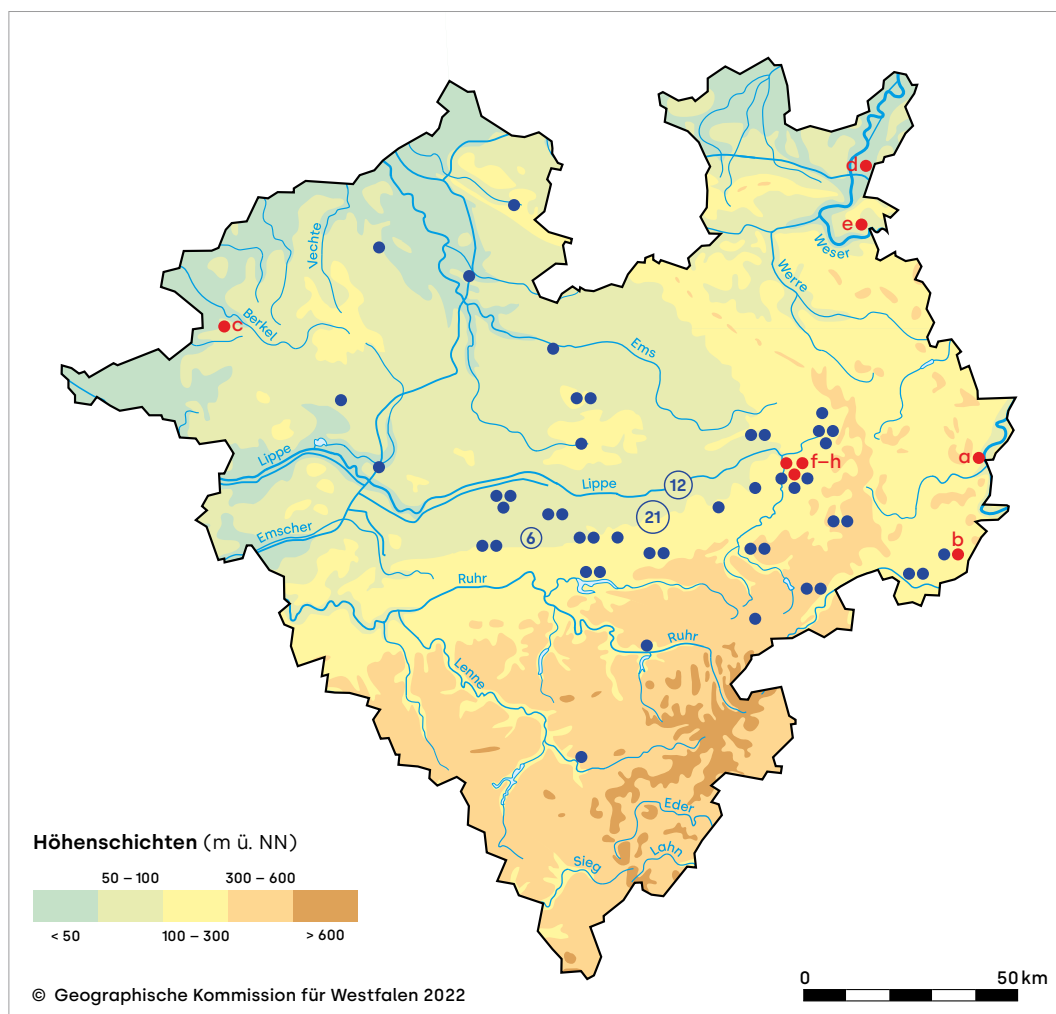 d
e
Weser
Vechte
Werre
Berkel
c
Ems
Lippe
a
f–h
12
Lippe
21
Emscher
6
b
Ruhr
Ruhr
Lenne
Eder
Lahn
Sieg
Höhenschichten (m ü. NN)
50 – 100 300 – 600
< 50 100 – 300 > 600
0 50 km
© Geographische Kommission für Westfalen 2022